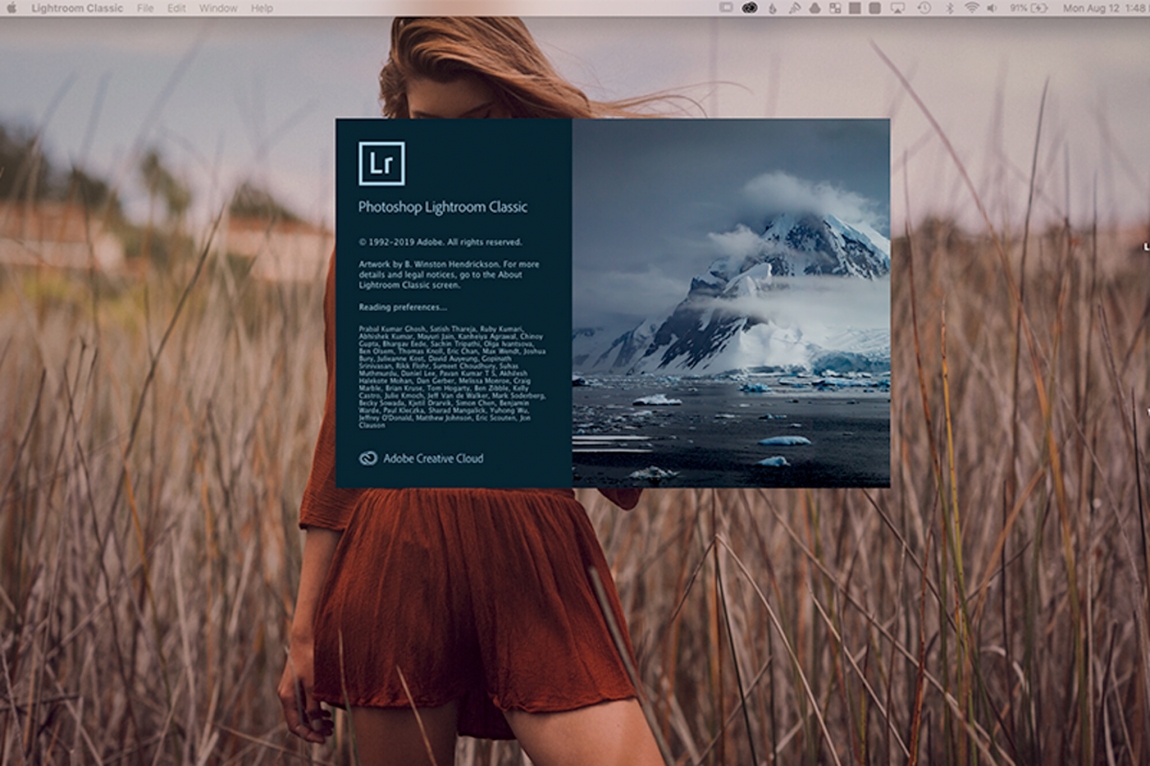 Lightroom Classic File Edit Window Help 91% Mon Aug 12 1:48
Lr
Photoshop Lightroom Classic
© 1992-2019 Adobe. All rights reserved.
Artwork by B. Winston Hendrickson. For more
details and legal notices, go to the About
Lightroom Classic screen.
Reading preferences...
Prabal Kumar Ghosh, Satish Thareja, Ruby Kumari,
Abhishek Kumar, Mayuri Jain, Kanheiya Agrawal, Chinoy
Gupta, Bhargav Eede, Sachin Tripathi, Olga Ivantsova,
Ben Olsem, Thomas Knoll, Eric Chan, Max Wendt, Joshua
Bury, Julieanne Kost, David Auyeung, Gopinath
Srinivasan, Rikk Flohr, Sumeet Choudhury, Suhas
Muthmurdu, Daniel Lee, Pavan Kumar T S, Akhilesh
Halekote Mohan, Dan Gerber, Melissa Monroe, Craig
Marble, Brian Kruse, Tom Hogarty, Ben Zibble, Kelly
Castro, Julie Kmoch, Jeff Van de Walker, Mark Soderberg,
Becky Sowada, Kjetil Drarvik, Simon Chen, Benjamin
Warde, Paul Kleczka, Sharad Mangalick, Yuhong Wu,
Jeffrey O'Donald, Matthew Johnson, Eric Scouten, Jon
Clauson
Adobe Creative Cloud